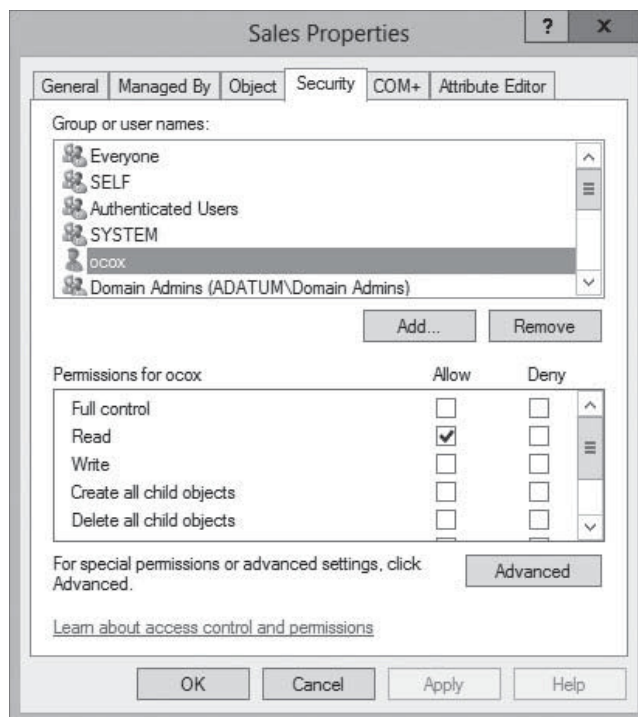 Sales Properties
?
x
General Managed By Object Security COM+ Attribute Editor
Group or user names:
Everyone
SELF
Authenticated Users
SYSTEM
ocox
Domain Admins (ADATUM\Domain Admins)
Add... Remove
Permissions for ocox Allow Deny
Full control
Read
Write
Create all child objects
Delete all child objects
For special permissions or advanced settings, click
Advanced.
Advanced
Learn about access control and permissions
OK Cancel Apply Help